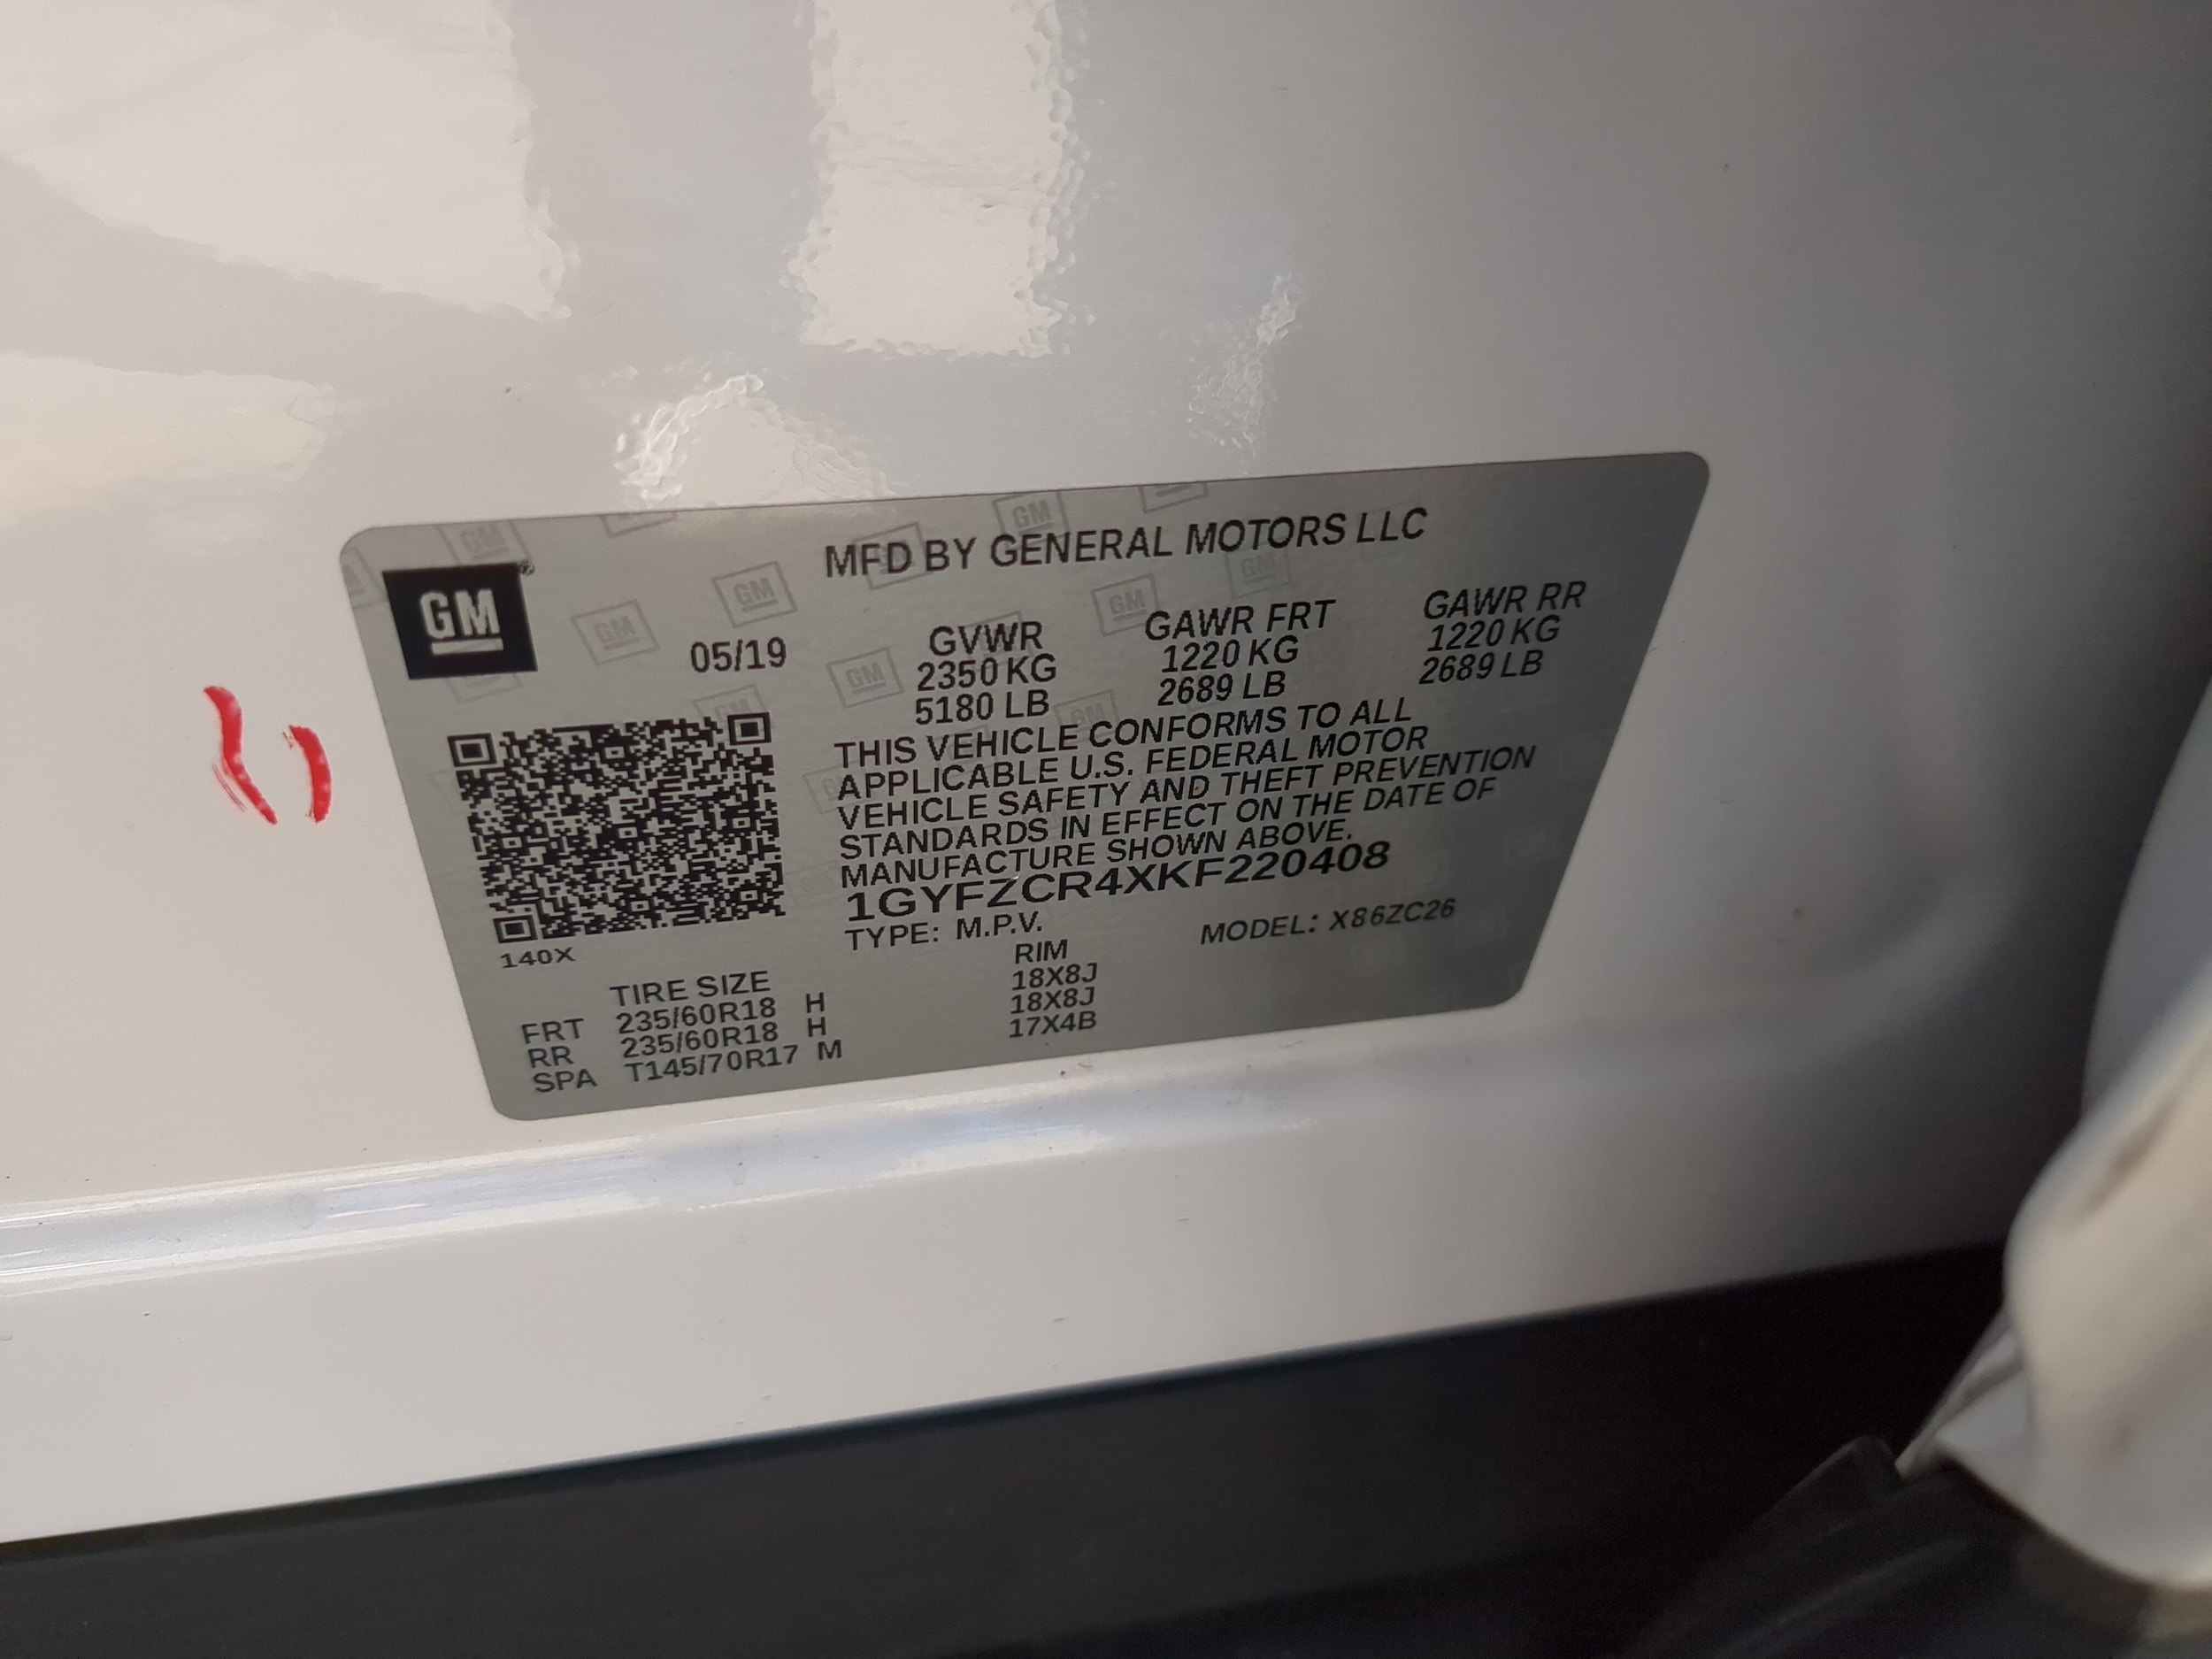 MFD BY GENERAL MOTORS LLC
GM®
05/19
GVWR GAWR FRT GAWR RR
2350 KG 1220 KG 1220 KG
5180 LB 2689 LB 2689 LB
THIS VEHICLE CONFORMS TO ALL
APPLICABLE U.S. FEDERAL MOTOR
VEHICLE SAFETY AND THEFT PREVENTION
STANDARDS IN EFFECT ON THE DATE OF
MANUFACTURE SHOWN ABOVE.
1GYFZCR4XKF220408
TYPE: M.P.V. MODEL: X86ZC26
140X
TIRE SIZE RIM
FRT 235/60R18 H 18X8J
RR 235/60R18 H 18X8J
SPA T145/70R17 M 17X4B